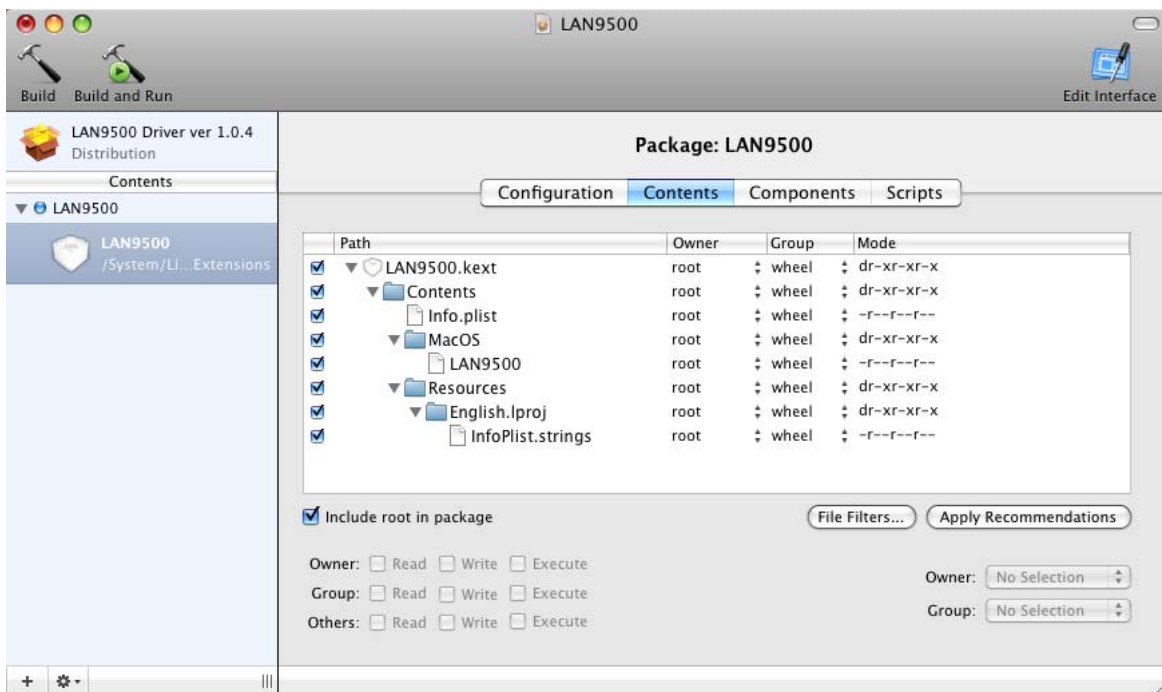 LAN9500
Build Build and Run Edit Interface
LAN9500 Driver ver 1.0.4
Distribution
Contents
LAN9500
LAN9500
/System/Li...Extensions
Package: LAN9500
Configuration Contents Components Scripts
Path Owner Group Mode
LAN9500.kext root wheel dr-xr-xr-x
Contents root wheel dr-xr-xr-x
Info.plist root wheel -r--r--r--
MacOS root wheel dr-xr-xr-x
LAN9500 root wheel -r--r--r--
Resources root wheel dr-xr-xr-x
English.lproj root wheel dr-xr-xr-x
InfoPlist.strings root wheel -r--r--r--
Include root in package File Filters... Apply Recommendations
Owner: Read Write Execute
Group: Read Write Execute
Others: Read Write Execute
Owner: No Selection
Group: No Selection